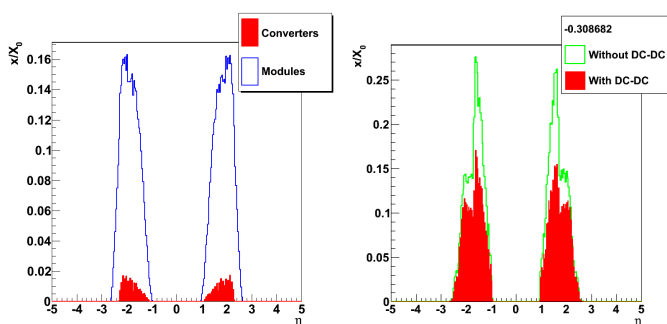 x/X0
Converters
Modules
0.16
0.14
0.12
0.1
0.08
0.06
0.04
0.02
0
-5 -4 -3 -2 -1 0 1 2 3 4 5
η
x/X0
-0.308682
Without DC-DC
With DC-DC
0.25
0.2
0.15
0.1
0.05
0
-5 -4 -3 -2 -1 0 1 2 3 4 5
η